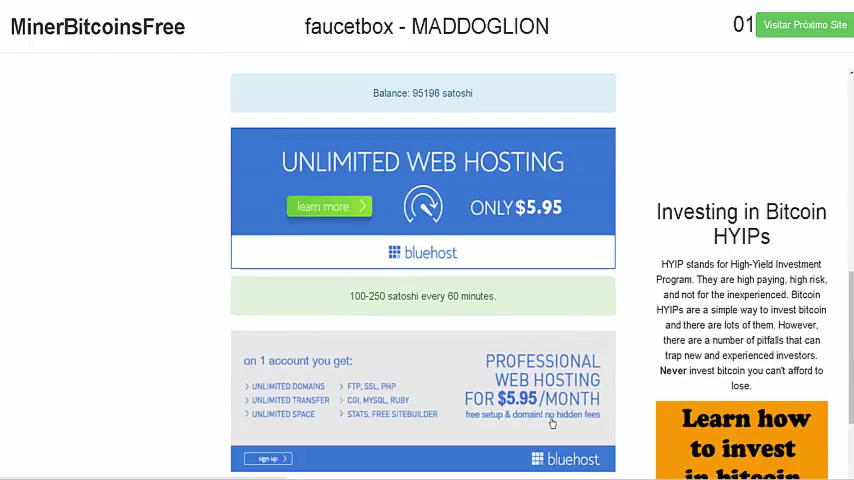 MinerBitcoinsFree
faucetbox - MADDOGLION
01
Visitar Próximo Site
Balance: 95196 satoshi
UNLIMITED WEB HOSTING
learn more
ONLY $5.95
bluehost
100-250 satoshi every 60 minutes.
on 1 account you get:
UNLIMITED DOMAINS
FTP, SSL, PHP
UNLIMITED TRANSFER
CGI, MYSQL, RUBY
UNLIMITED SPACE
STATS, FREE SITEBUILDER
PROFESSIONAL
WEB HOSTING
FOR $5.95/MONTH
free setup & domain! no hidden fees
sign up
bluehost
Investing in Bitcoin
HYIPs
HYIP stands for High-Yield Investment
Program. They are high paying, high risk,
and not for the inexperienced. Bitcoin
HYIPs are a simple way to invest bitcoin
and there are lots of them. However,
there are a number of pitfalls that can
trap new and experienced investors.
Never invest bitcoin you can't afford to
lose.
Learn how
to invest
in bitcoin